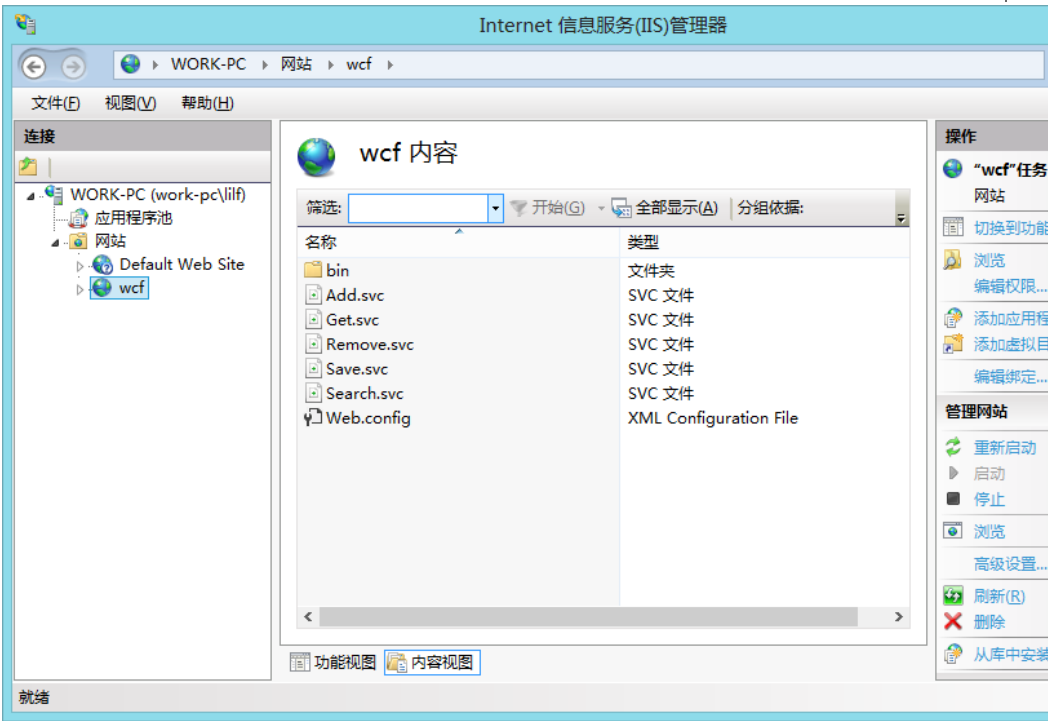 Internet 信息服务(IIS)管理器
WORK-PC 网站 wcf
文件(F) 视图(V) 帮助(H)
连接
WORK-PC (work-pc\lilf)
应用程序池
网站
Default Web Site
wcf
wcf 内容
筛选: 开始(G) 全部显示(A) 分组依据:
名称 类型
bin 文件夹
Add.svc SVC 文件
Get.svc SVC 文件
Remove.svc SVC 文件
Save.svc SVC 文件
Search.svc SVC 文件
Web.config XML Configuration File
功能视图 内容视图
操作
“wcf”任务
网站
切换到功能
浏览
编辑权限...
添加应用程
添加虚拟目
编辑绑定...
管理网站
重新启动
启动
停止
浏览
高级设置...
刷新(R)
删除
从库中安装
就绪